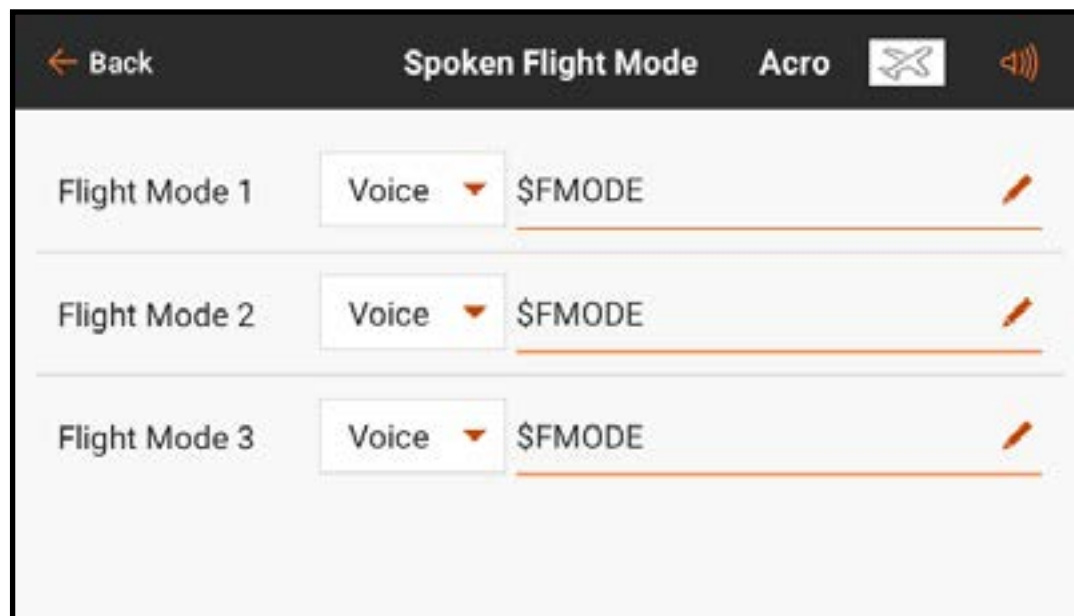 Back Spoken Flight Mode Acro
Flight Mode 1 Voice $FMODE
Flight Mode 2 Voice $FMODE
Flight Mode 3 Voice $FMODE